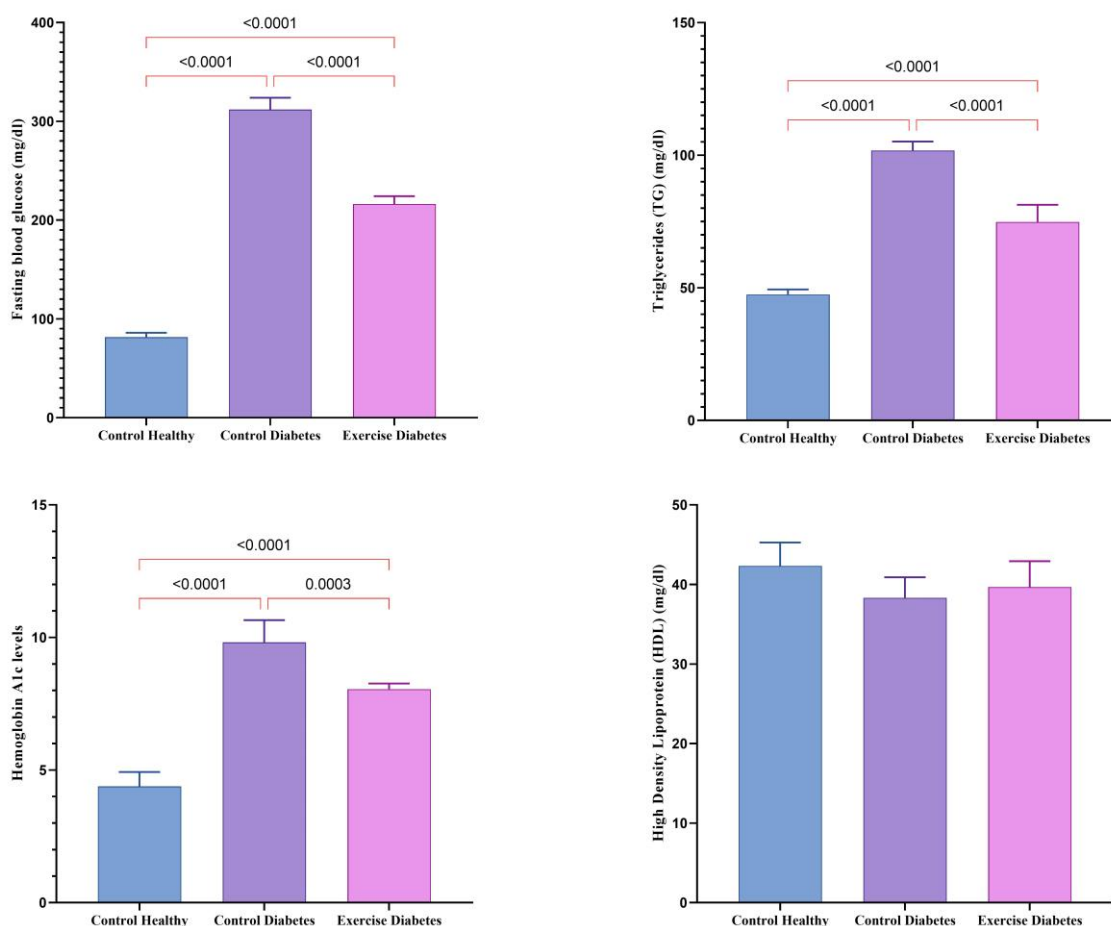 Fasting blood glucose (mg/dl)
400
300
200
100
0
<0.0001
<0.0001
<0.0001
Control Healthy
Control Diabetes
Exercise Diabetes
Triglycerides (TG) (mg/dl)
150
100
50
0
<0.0001
<0.0001
<0.0001
Control Healthy
Control Diabetes
Exercise Diabetes
Hemoglobin A1c levels
15
10
5
0
<0.0001
<0.0001
0.0003
Control Healthy
Control Diabetes
Exercise Diabetes
High Density Lipoprotein (HDL) (mg/dl)
50
40
30
20
10
0
Control Healthy
Control Diabetes
Exercise Diabetes